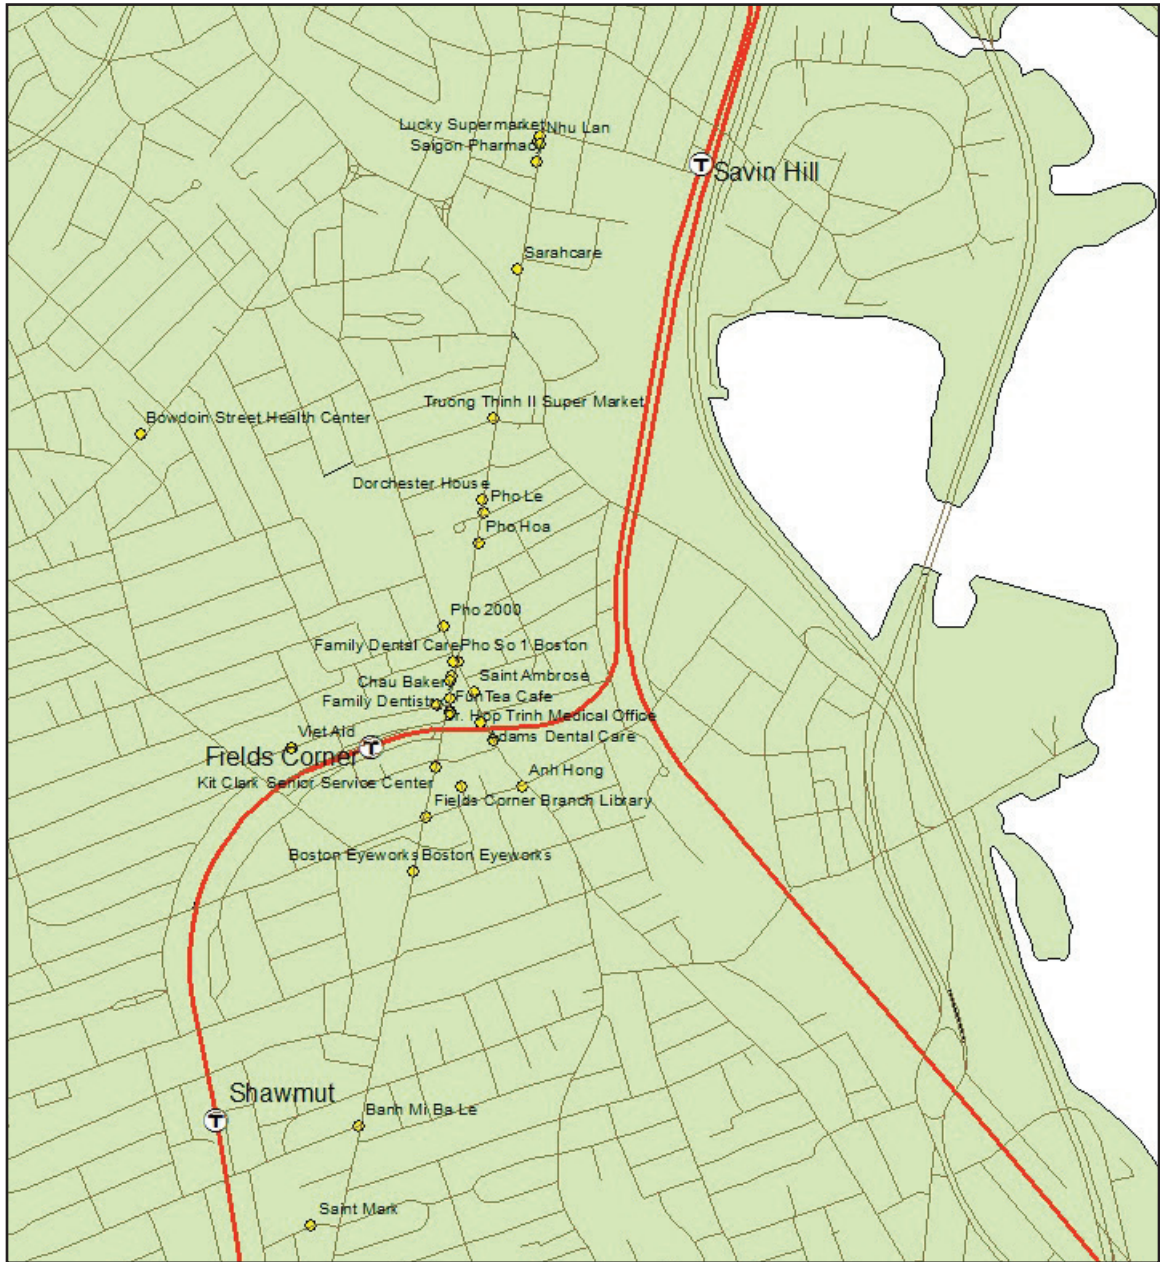 Lucky Supermarket
Nhu Lan
Saigon Pharmacy
T
Savin Hill
Sarahcare
Truong Thinh II Super Market
Bowdoin Street Health Center
Dorchester House
Pho Le
Pho Hoa
Pho 2000
Family Dental Care
Pho So 1 Boston
Saint Ambrose
Chau Bakery
Family Dentistry
FunTea Cafe
Dr. Hop Trinh Medical Office
Viet Aid
Adams Dental Care
T
Fields Corner
Anh Hong
Kit Clark Senior Service Center
Fields Corner Branch Library
Boston Eyeworks
Boston Eyeworks
Shawmut
T
Banh Mi Ba Le
Saint Mark